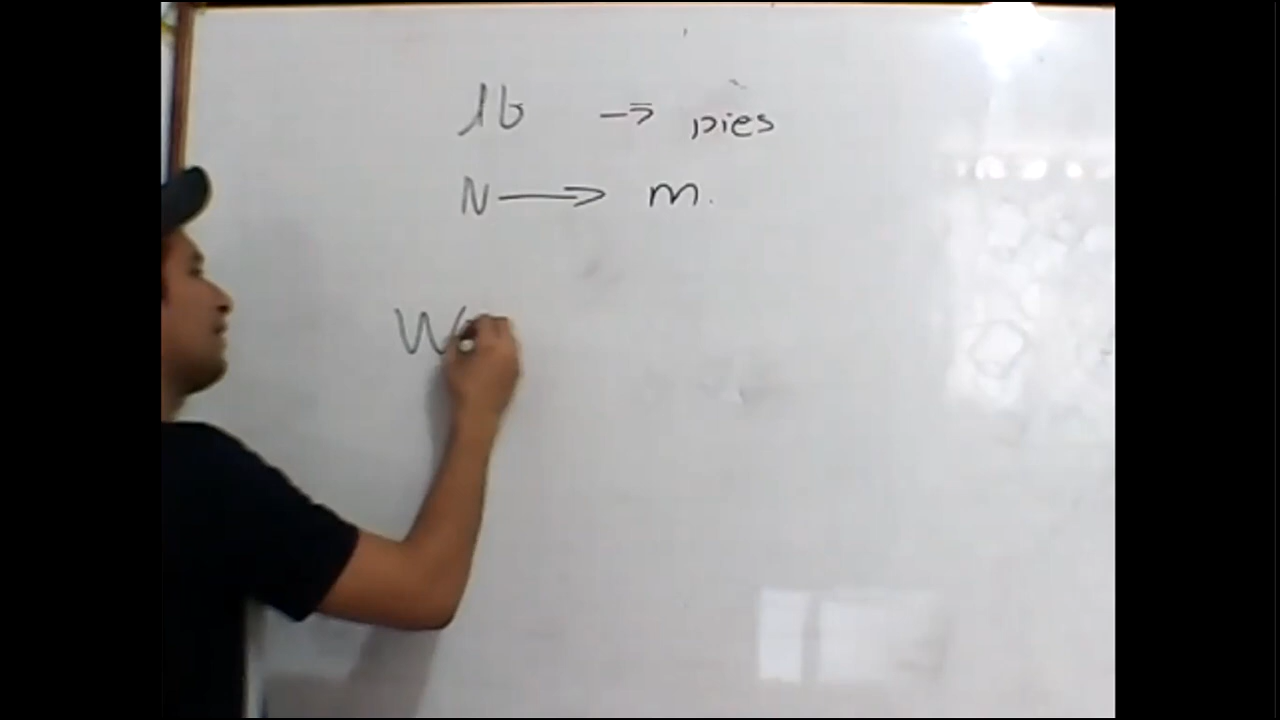 lb → pies
N → m.
W